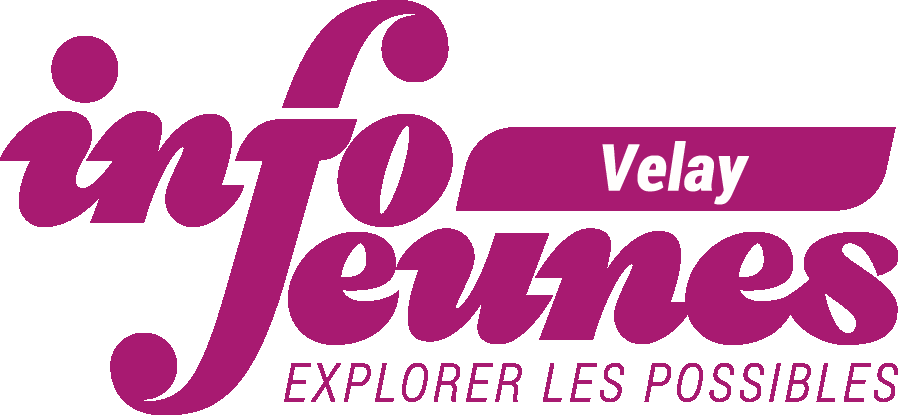 info
Velay
Jeunes
EXPLORER LES POSSIBLES